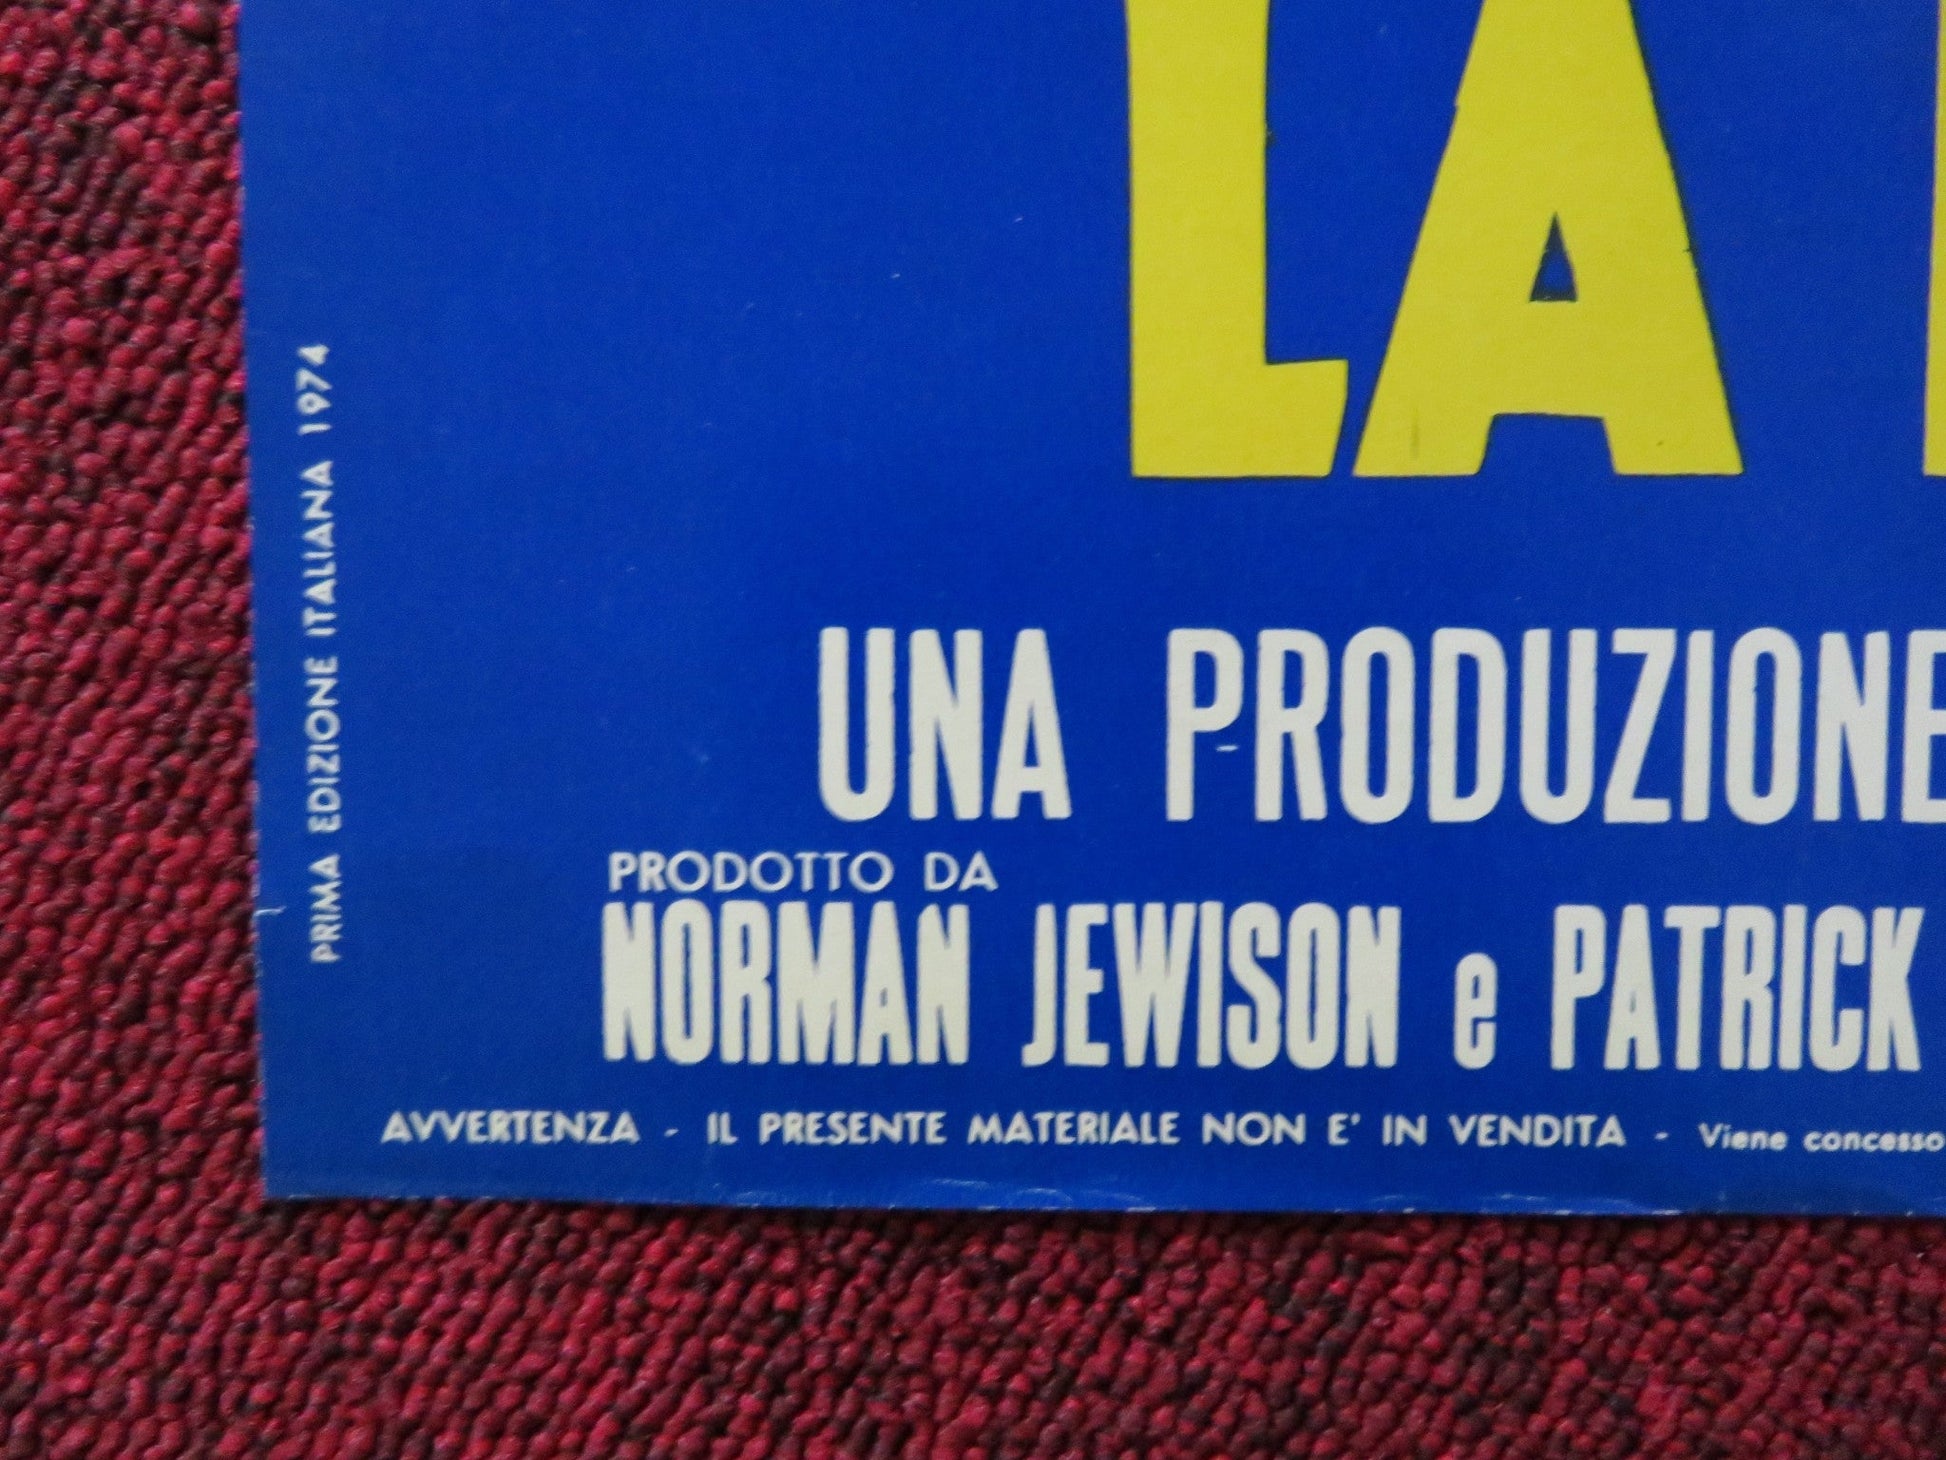 LA
UNA PRODUZIONE
PRODOTTO DA
NORMAN JEWISON e PATRICK
AVVERTENZA - IL PRESENTE MATERIALE NON E' IN VENDITA - Viene concesso
PRIMA EDIZIONE ITALIANA 1974